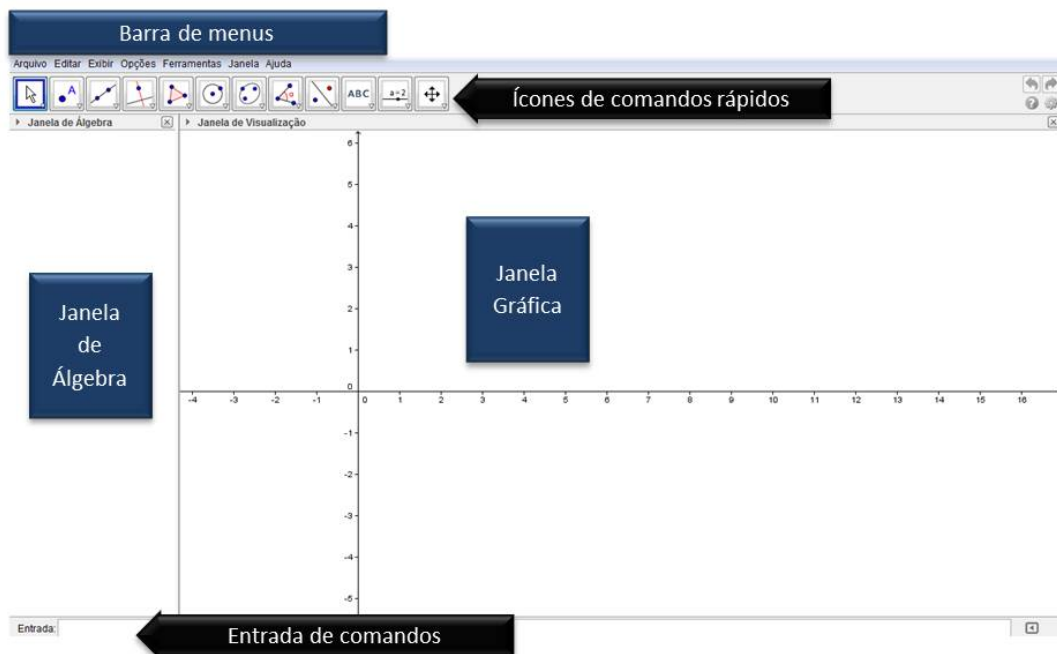 Barra de menus
Arquivo Editar Exibir Opções Ferramentas Janela Ajuda
A
ABC
a=2
Ícones de comandos rápidos
Janela de Álgebra
Janela de Visualização
6
5
4
3
2
1
0
-4 -3 -2 -1 0 1 2 3 4 5 6 7 8 9 10 11 12 13 14 15 16
-1
-2
-3
-4
-5
Janela
de
Álgebra
Janela
Gráfica
Entrada:
Entrada de comandos